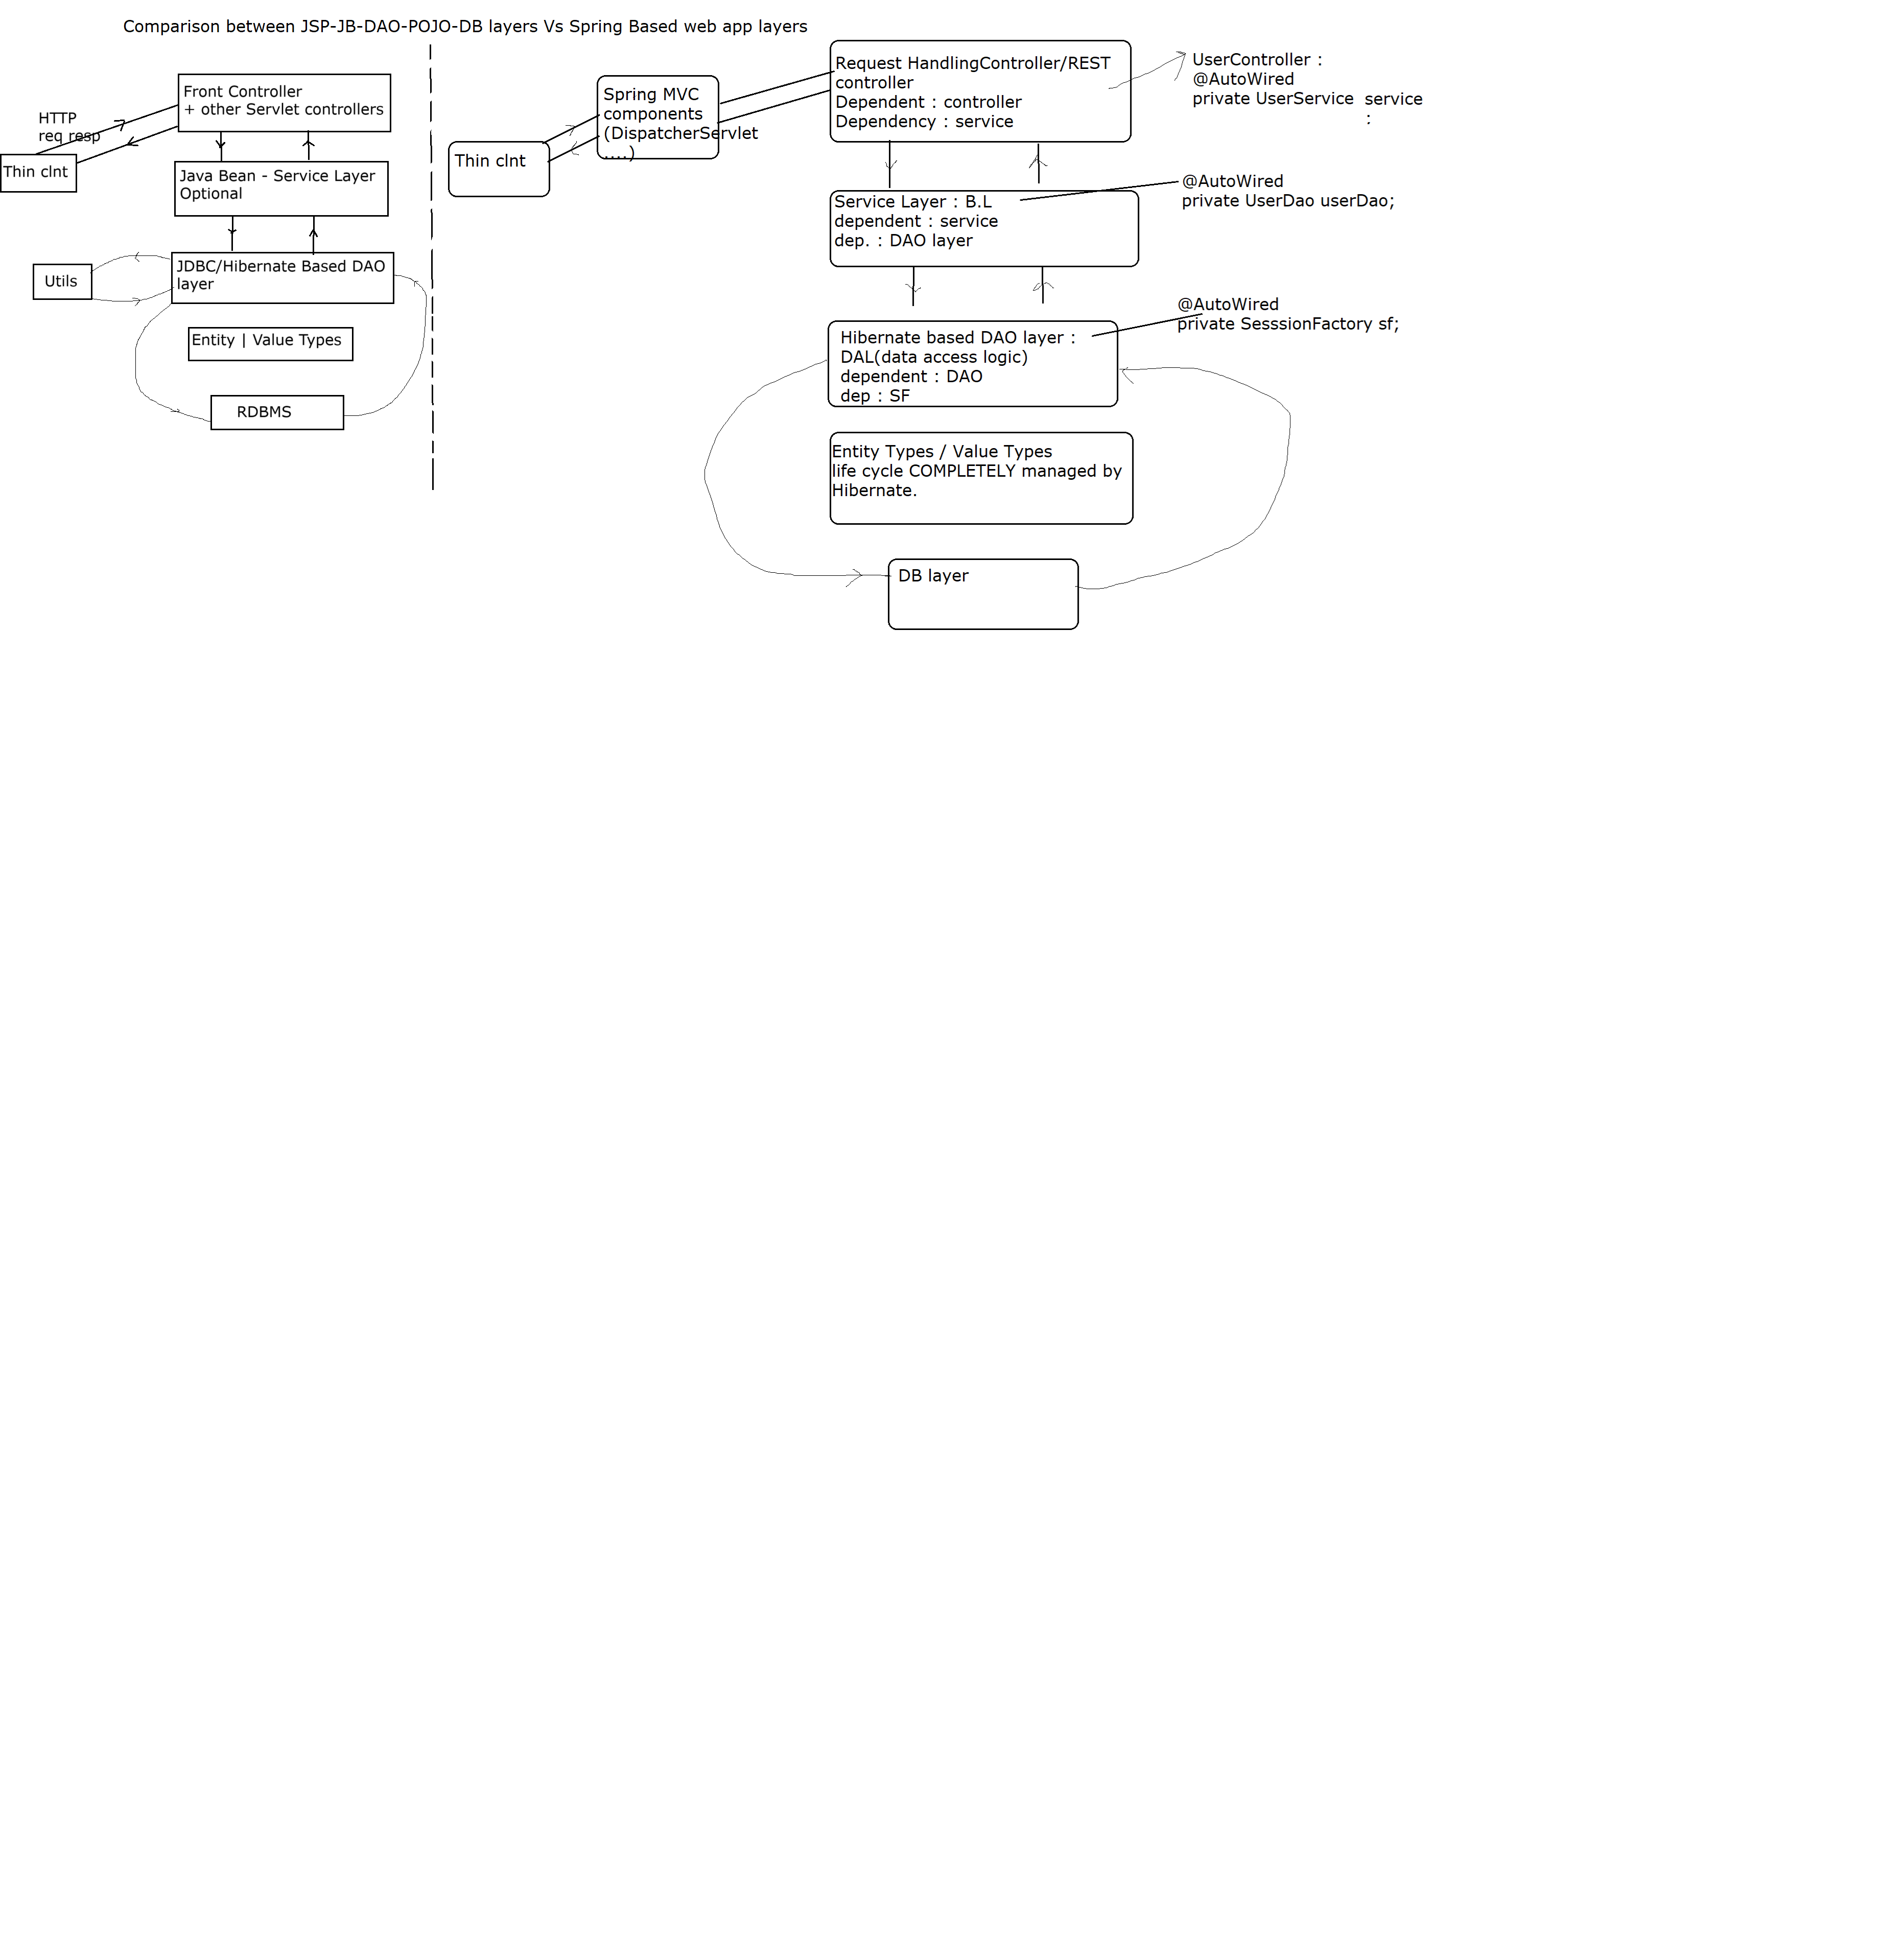 Comparison between JSP-JB-DAO-POJO-DB layers Vs Spring Based web app layers
Front Controller
+ other Servlet controllers
HTTP
req resp
Thin clnt
Java Bean - Service Layer
Optional
JDBC/Hibernate Based DAO
layer
Utils
Entity | Value Types
RDBMS
Thin clnt
Spring MVC
components
(DispatcherServlet
....)
Request HandlingController/REST
controller
Dependent : controller
Dependency : service
UserController :
@AutoWired
private UserService service
:
Service Layer : B.L
dependent : service
dep. : DAO layer
@AutoWired
private UserDao userDao;
Hibernate based DAO layer :
DAL(data access logic)
dependent : DAO
dep : SF
@AutoWired
private SesssionFactory sf;
Entity Types / Value Types
life cycle COMPLETELY managed by
Hibernate.
DB layer